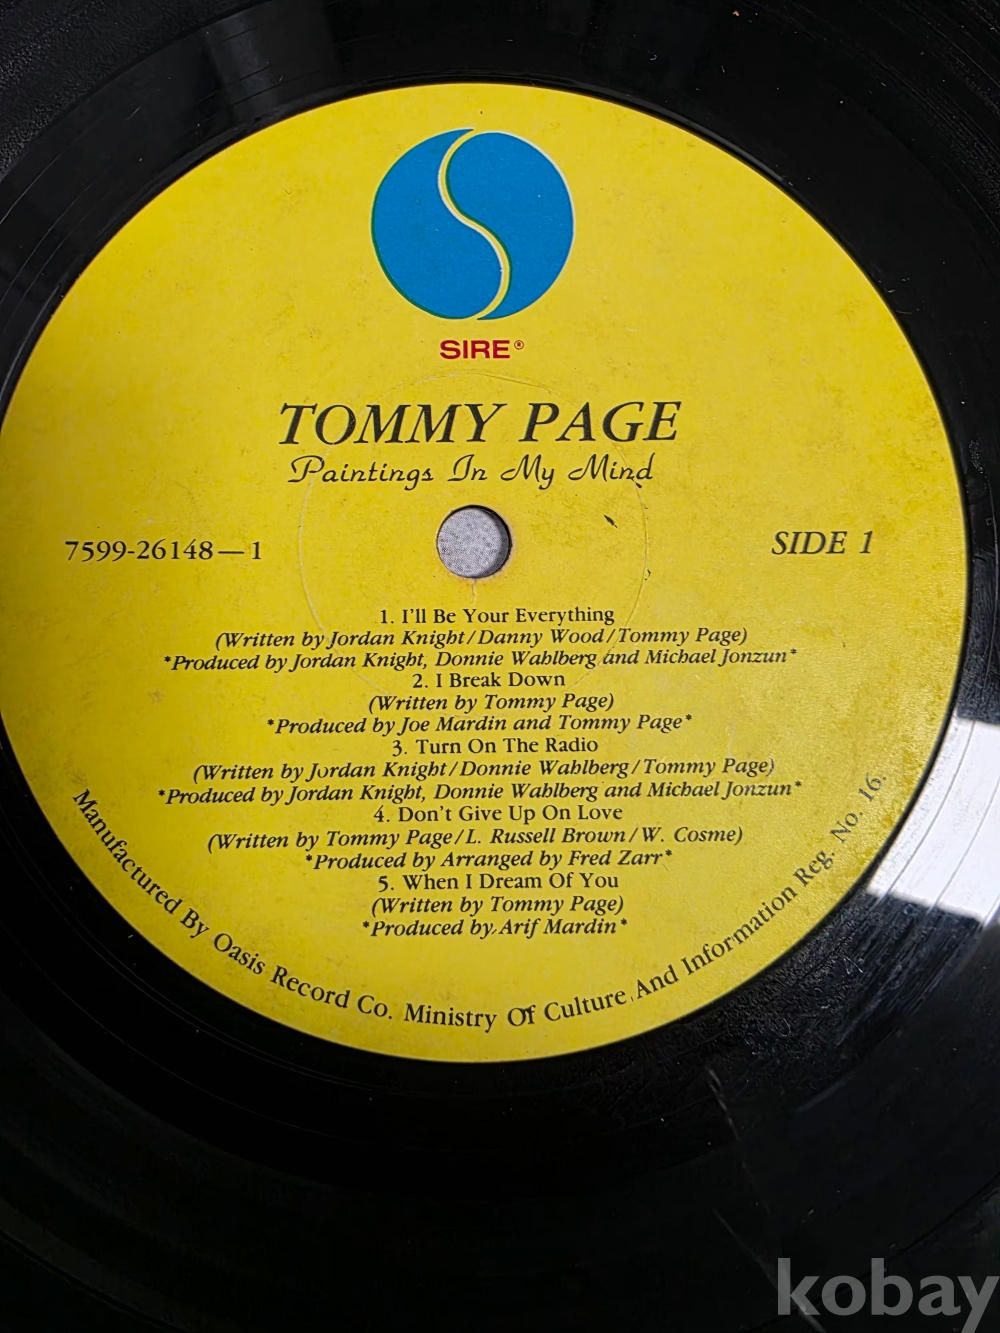 SIRE®
TOMMY PAGE
Paintings In My Mind
7599-26148—1
SIDE 1
1. I'll Be Your Everything
(Written by Jordan Knight/Danny Wood/Tommy Page)
*Produced by Jordan Knight, Donnie Wahlberg and Michael Jonzun*
2. I Break Down
(Written by Tommy Page)
*Produced by Joe Mardin and Tommy Page*
3. Turn On The Radio
(Written by Jordan Knight/Donnie Wahlberg/Tommy Page)
*Produced by Jordan Knight, Donnie Wahlberg and Michael Jonzun*
4. Don't Give Up On Love
(Written by Tommy Page/L. Russell Brown/W. Cosme)
*Produced by Arranged by Fred Zarr*
5. When I Dream Of You
(Written by Tommy Page)
*Produced by Arif Mardin*
Manufactured By Oasis Record Co. Ministry Of Culture And Information Reg. No. 16.
kobay